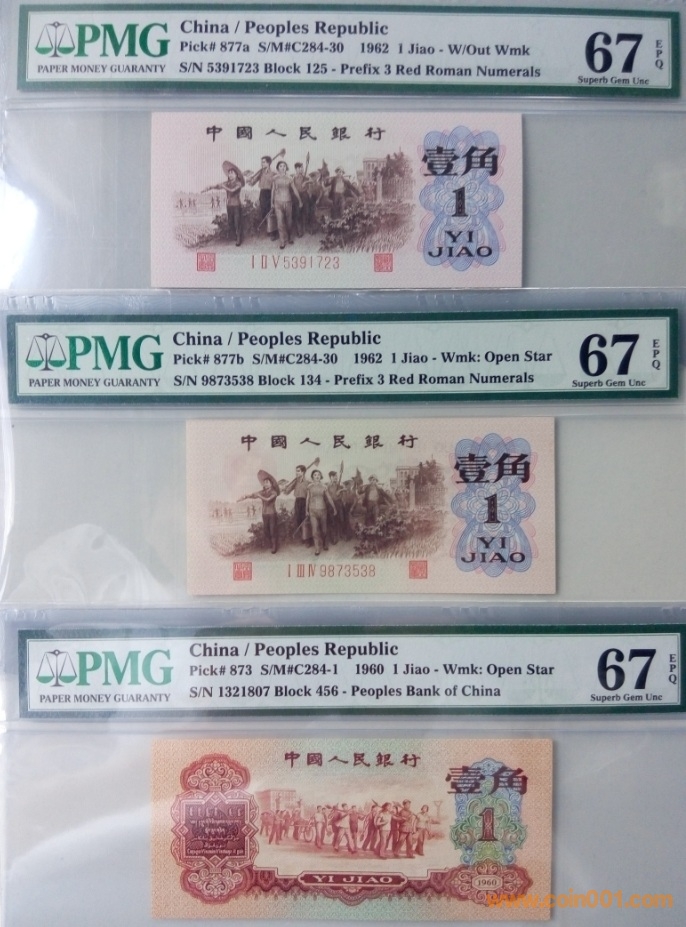 PMG
PAPER MONEY GUARANTY
China / Peoples Republic
Pick# 877a S/M#C284-30 1962 1 Jiao - W/Out Wmk
S/N 5391723 Block 125 - Prefix 3 Red Roman Numerals
67
EPQ
Superb Gem Unc
中國人民銀行
壹角
1
YI
JIAO
I II V 5391723
PMG
PAPER MONEY GUARANTY
China / Peoples Republic
Pick# 877b S/M#C284-30 1962 1 Jiao - Wmk: Open Star
S/N 9873538 Block 134 - Prefix 3 Red Roman Numerals
67
EPQ
Superb Gem Unc
中國人民銀行
壹角
1
YI
JIAO
I III IV 9873538
PMG
PAPER MONEY GUARANTY
China / Peoples Republic
Pick# 873 S/M#C284-1 1960 1 Jiao - Wmk: Open Star
S/N 1321807 Block 456 - Peoples Bank of China
67
EPQ
Superb Gem Unc
中國人民銀行
壹角
1
YI JIAO
1960
www.coin001.com